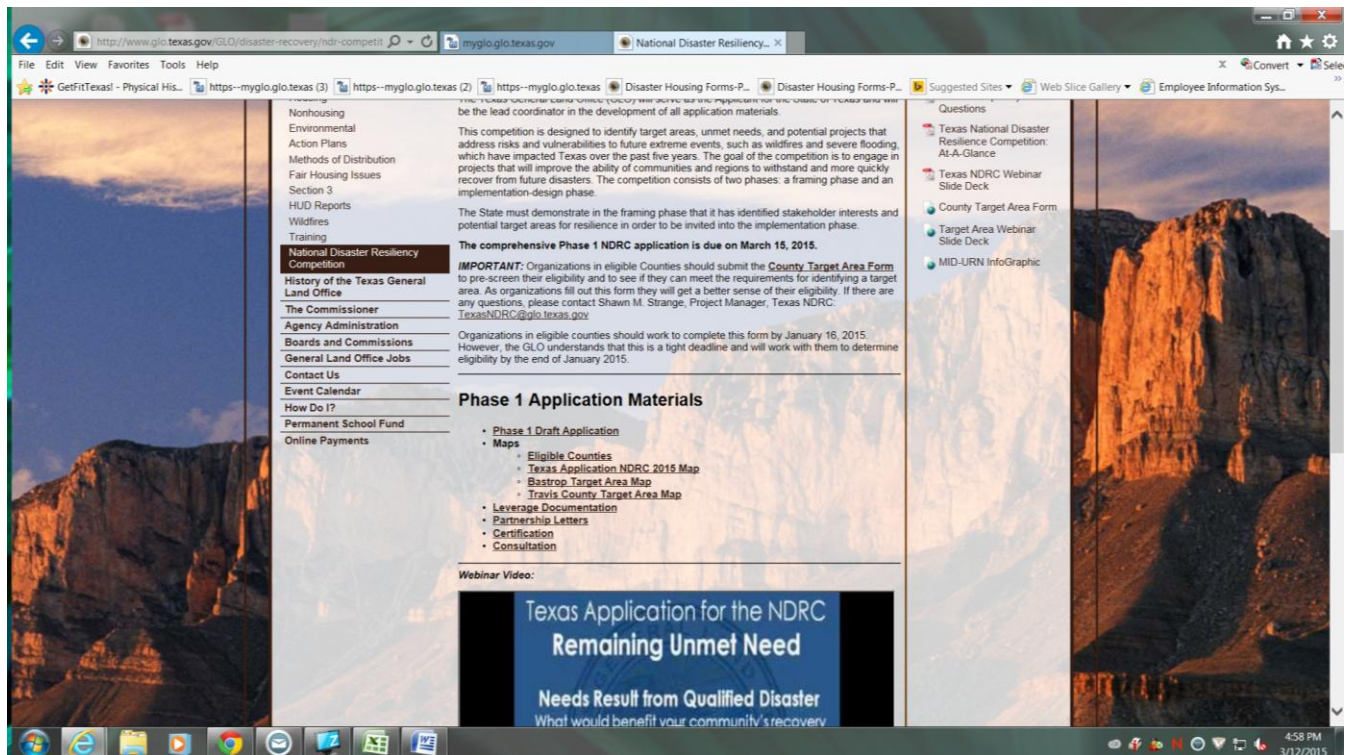 http://www.glo.texas.gov/GLO/disaster-recovery/ndr-competit
myglo.glo.texas.gov
National Disaster Resiliency...
File Edit View Favorites Tools Help
Convert
Sele
GetFitTexas! - Physical His...
https--myglo.glo.texas (3)
https--myglo.glo.texas (2)
https--myglo.glo.texas
Disaster Housing Forms-P...
Disaster Housing Forms-P...
Suggested Sites
Web Slice Gallery
Employee Information Sys...
Housing
Nonhousing
Environmental
Action Plans
Methods of Distribution
Fair Housing Issues
Section 3
HUD Reports
Wildfires
Training
National Disaster Resiliency
Competition
History of the Texas General
Land Office
The Commissioner
Agency Administration
Boards and Commissions
General Land Office Jobs
Contact Us
Event Calendar
How Do I?
Permanent School Fund
Online Payments
The Texas General Land Office (GLO) will serve as the Applicant for the State of Texas and will
be the lead coordinator in the development of all application materials.
This competition is designed to identify target areas, unmet needs, and potential projects that
address risks and vulnerabilities to future extreme events, such as wildfires and severe flooding,
which have impacted Texas over the past five years. The goal of the competition is to engage in
projects that will improve the ability of communities and regions to withstand and more quickly
recover from future disasters. The competition consists of two phases: a framing phase and an
implementation-design phase.
The State must demonstrate in the framing phase that it has identified stakeholder interests and
potential target areas for resilience in order to be invited into the implementation phase.
The comprehensive Phase 1 NDRC application is due on March 15, 2015.
IMPORTANT: Organizations in eligible Counties should submit the County Target Area Form
to pre-screen their eligibility and to see if they can meet the requirements for identifying a target
area. As organizations fill out this form they will get a better sense of their eligibility. If there are
any questions, please contact Shawn M. Strange, Project Manager, Texas NDRC:
TexasNDRC@glo.texas.gov
Organizations in eligible counties should work to complete this form by January 16, 2015.
However, the GLO understands that this is a tight deadline and will work with them to determine
eligibility by the end of January 2015.
Phase 1 Application Materials
Phase 1 Draft Application
Maps
Eligible Counties
Texas Application NDRC 2015 Map
Bastrop Target Area Map
Travis County Target Area Map
Leverage Documentation
Partnership Letters
Certification
Consultation
Webinar Video:
Texas Application for the NDRC
Remaining Unmet Need
Needs Result from Qualified Disaster
What would benefit your community's recovery
Questions
Texas National Disaster
Resilience Competition:
At-A-Glance
Texas NDRC Webinar
Slide Deck
County Target Area Form
Target Area Webinar
Slide Deck
MID-URN InfoGraphic
4:58 PM
3/12/2015